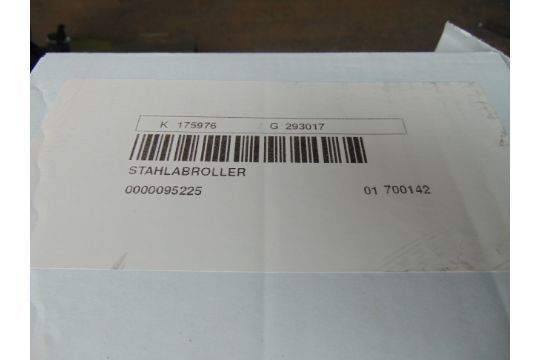 K 175976 G 293017
STAHLABROLLER
0000095225 01 700142